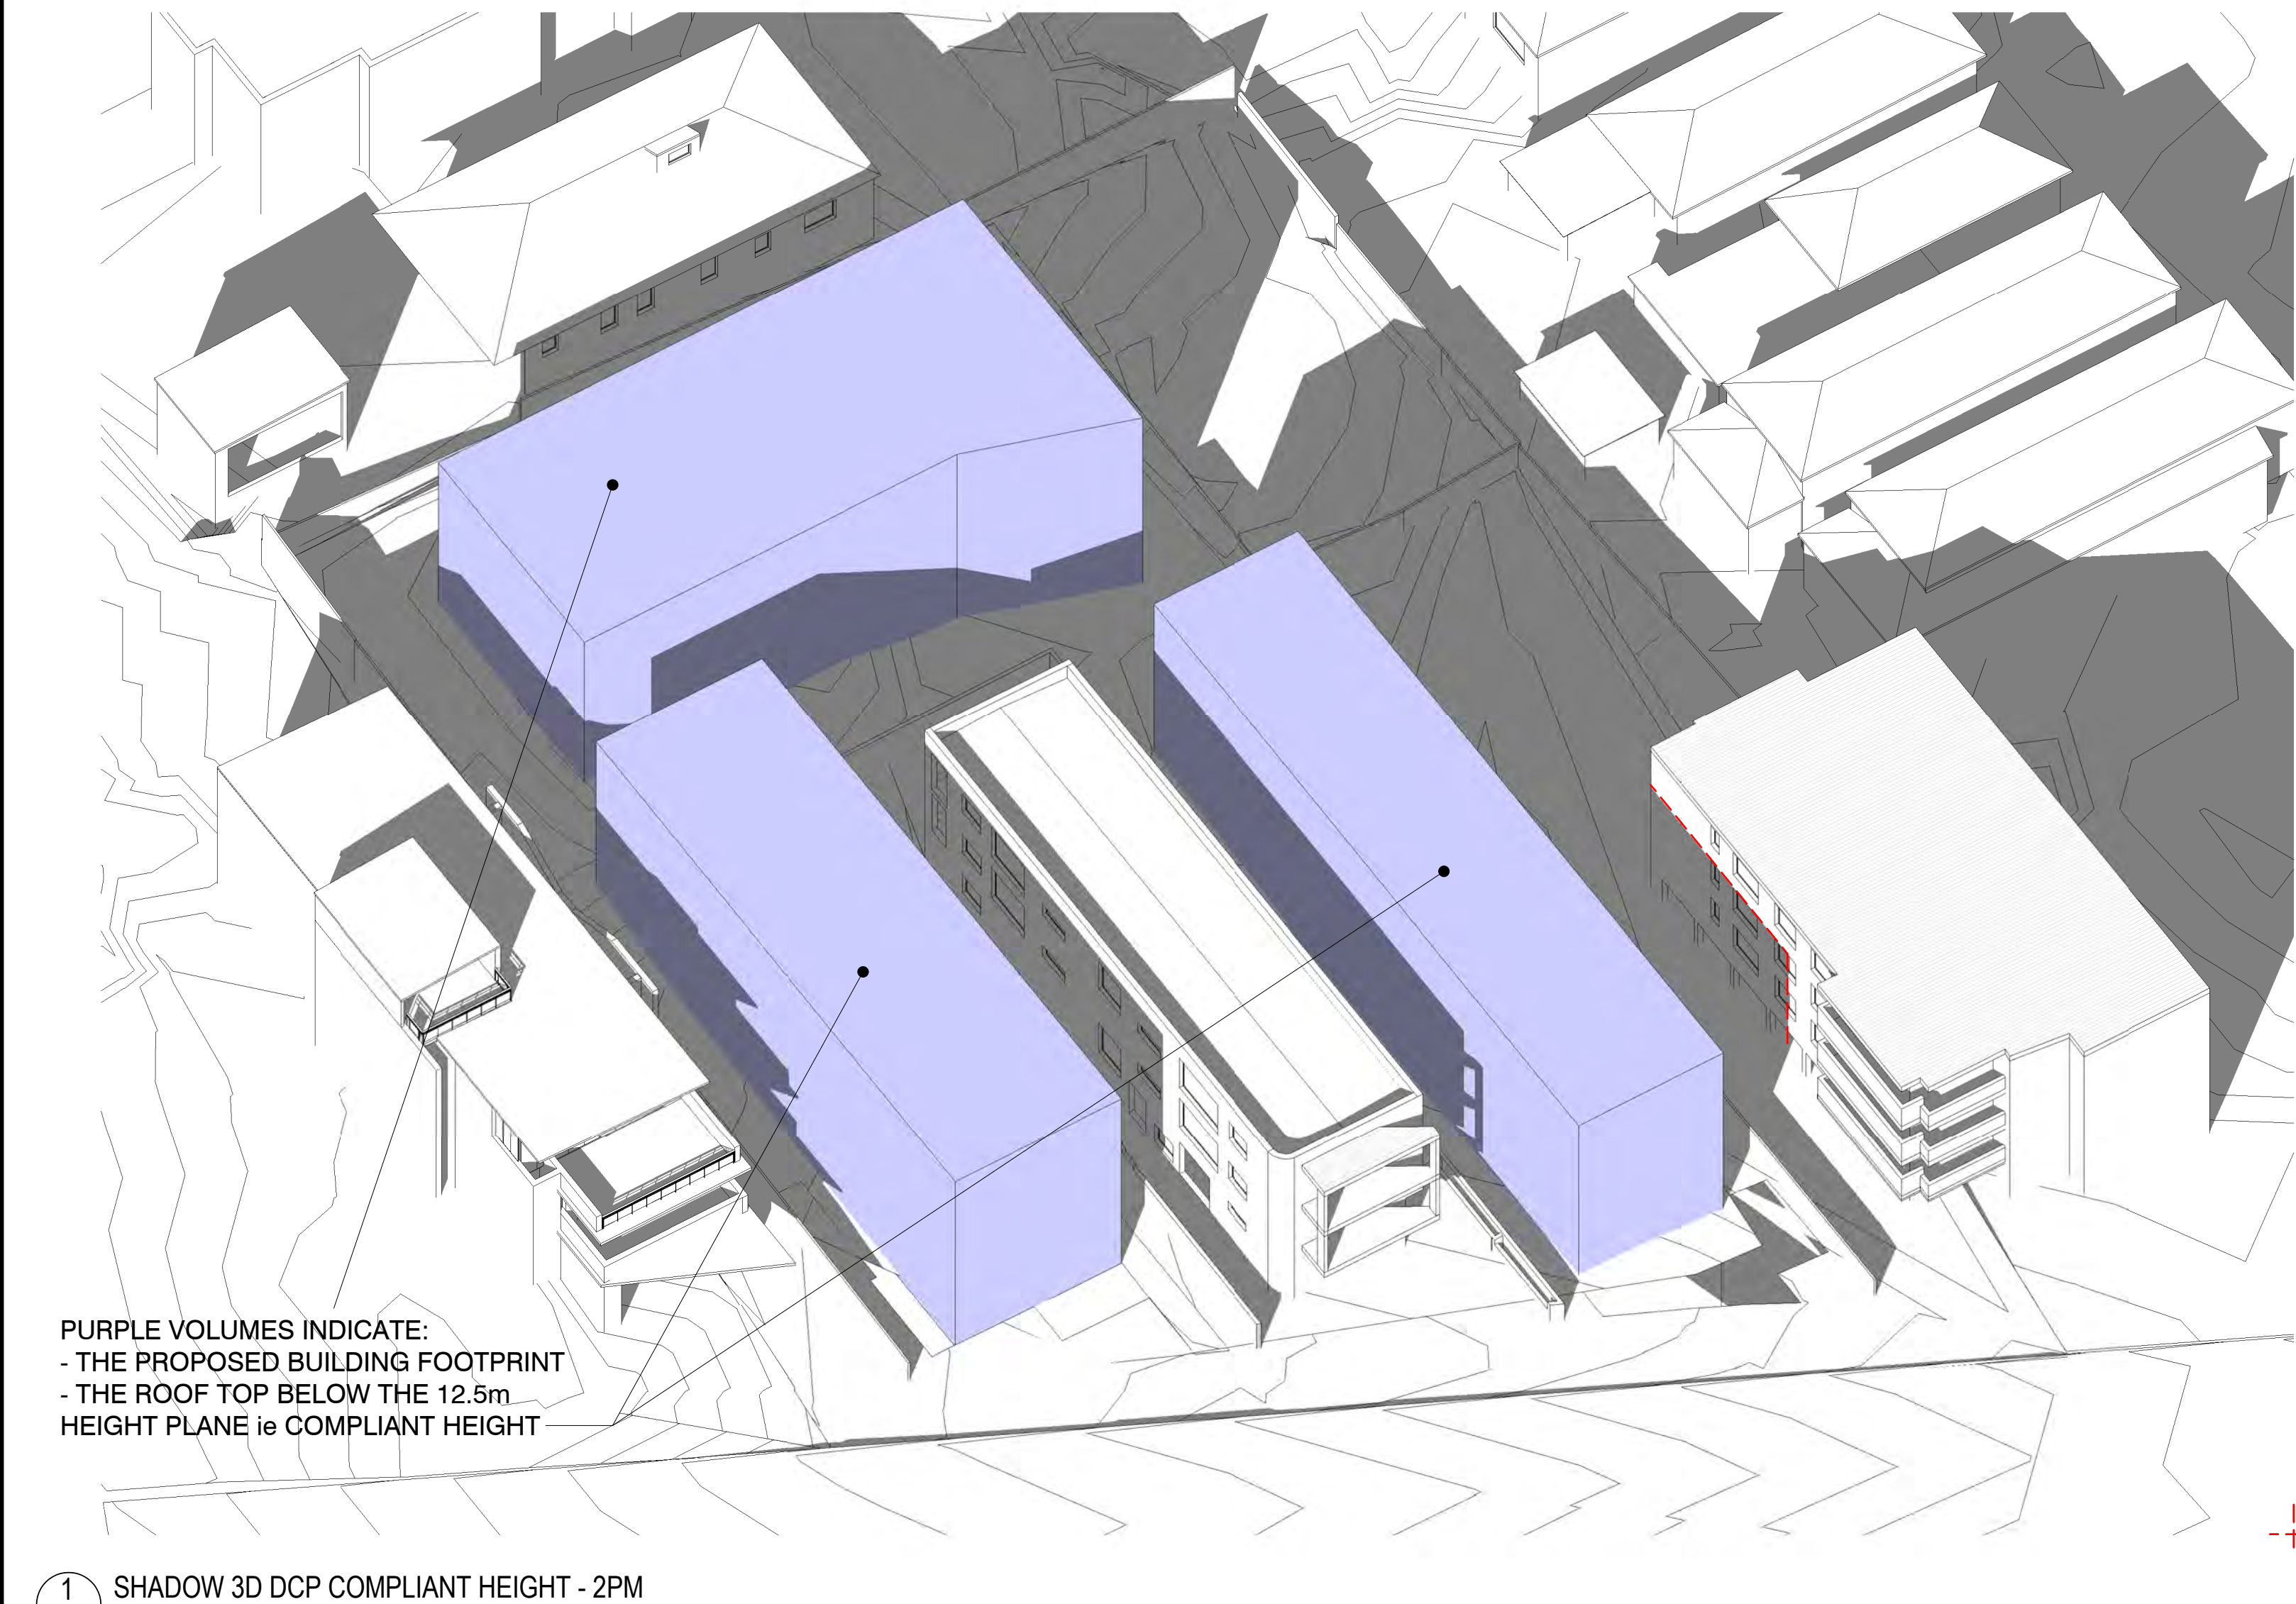 PURPLE VOLUMES INDICATE:
- THE PROPOSED BUILDING FOOTPRINT
- THE ROOF TOP BELOW THE 12.5m
HEIGHT PLANE ie COMPLIANT HEIGHT
1 SHADOW 3D DCP COMPLIANT HEIGHT - 2PM